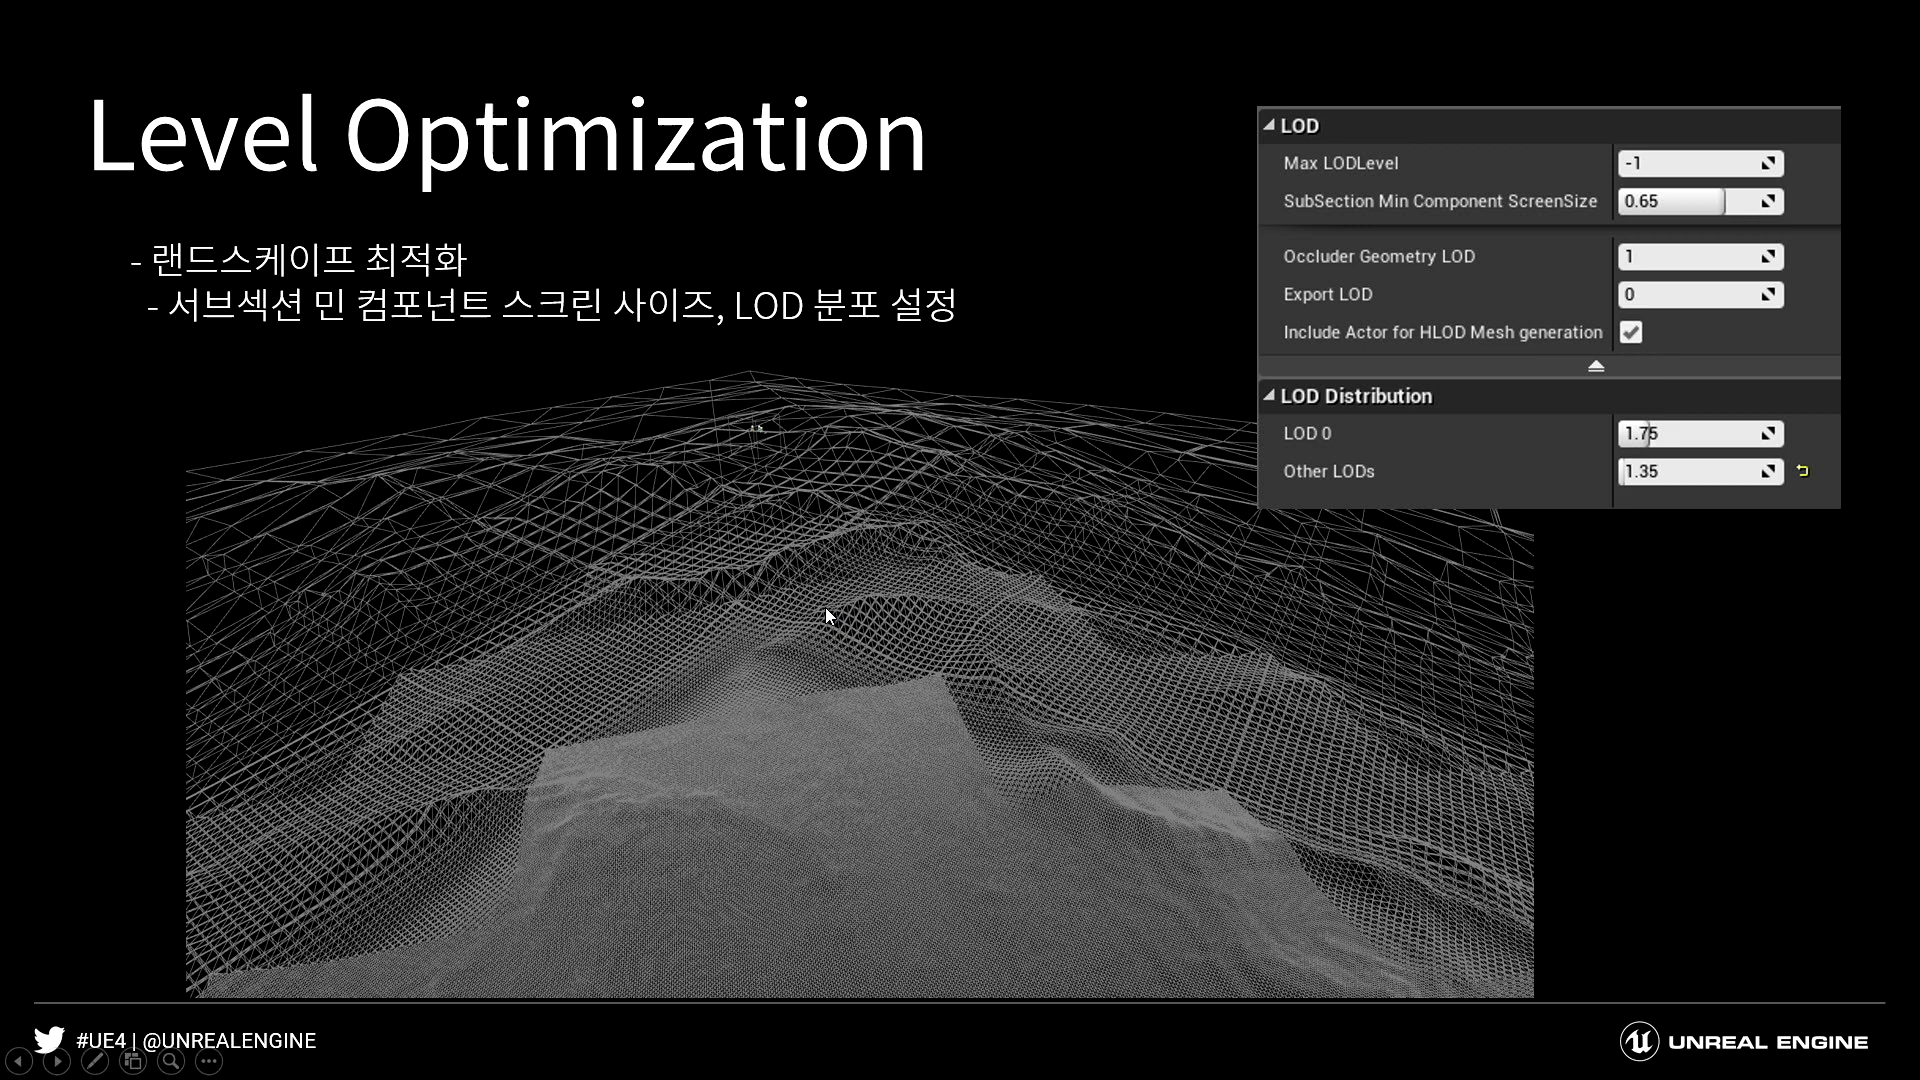 Level Optimization
- 랜드스케이프 최적화
- 서브섹션 민 컴포넌트 스크린 사이즈, LOD 분포 설정
LOD
Max LODLevel -1
SubSection Min Component ScreenSize 0.65
Occluder Geometry LOD 1
Export LOD 0
Include Actor for HLOD Mesh generation
LOD Distribution
LOD 0 1.75
Other LODs 1.35
#UE4 | @UNREALENGINE
UNREAL ENGINE